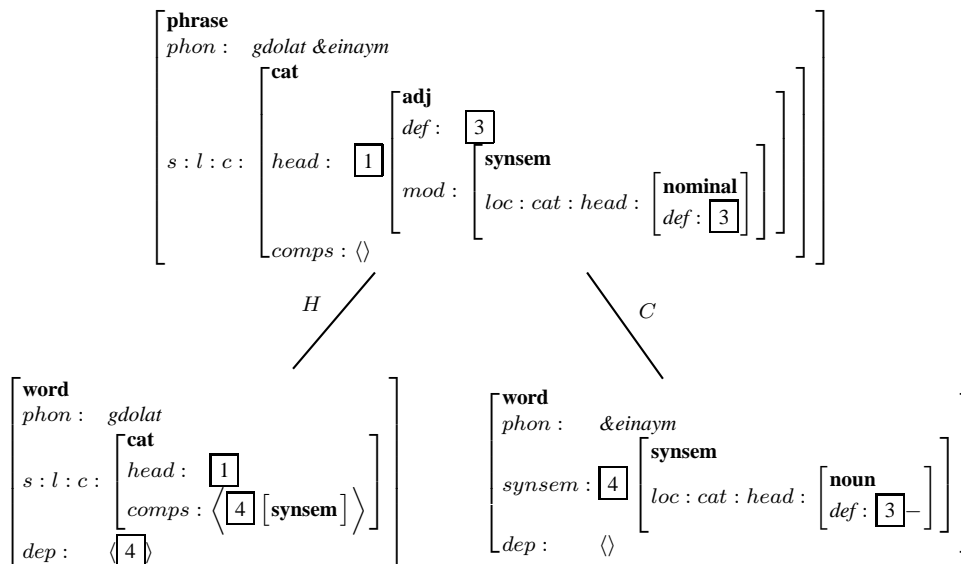 phrase
phon : gdolat &einaym
cat
adj
def : 3
s : l : c : head : 1
synsem
mod :
nominal
loc : cat : head :
def : 3
comps : ⟨⟩
H
C
word
phon : gdolat
cat
s : l : c : head : 1
comps : ⟨ 4 [synsem] ⟩
dep : ⟨ 4 ⟩
word
phon : &einaym
synsem
synsem : 4
noun
loc : cat : head :
def : 3 −
dep : ⟨⟩